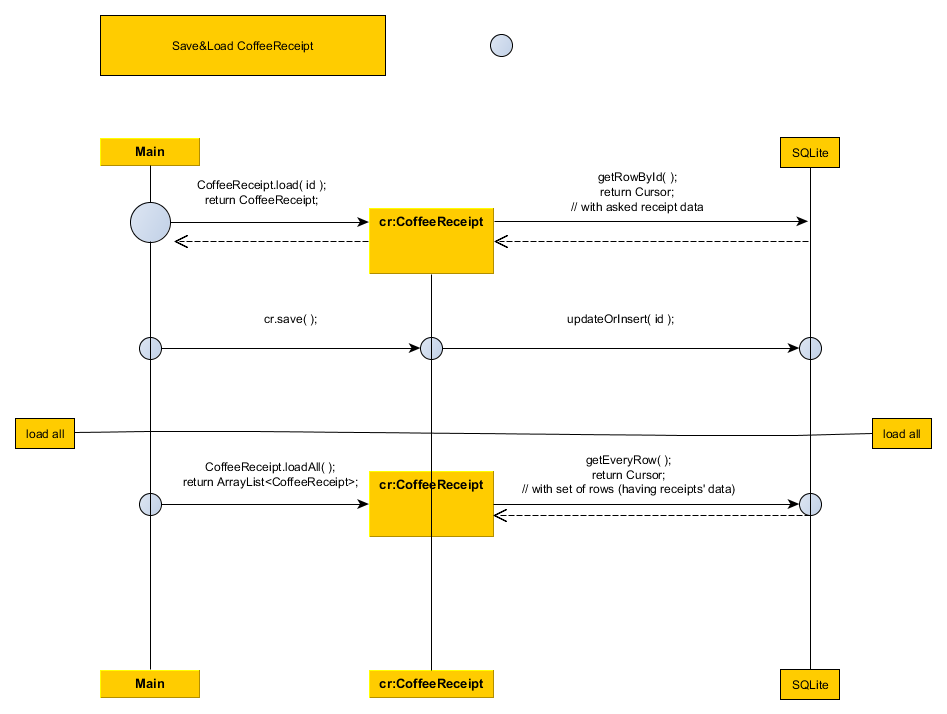 Save&Load CoffeeReceipt
Main
SQLite
CoffeeReceipt.load( id );
return CoffeeReceipt;
getRowById( );
return Cursor;
// with asked receipt data
cr:CoffeeReceipt
cr.save( );
updateOrInsert( id );
load all
load all
CoffeeReceipt.loadAll( );
return ArrayList<CoffeeReceipt>;
getEveryRow( );
return Cursor;
// with set of rows (having receipts' data)
cr:CoffeeReceipt
Main
cr:CoffeeReceipt
SQLite